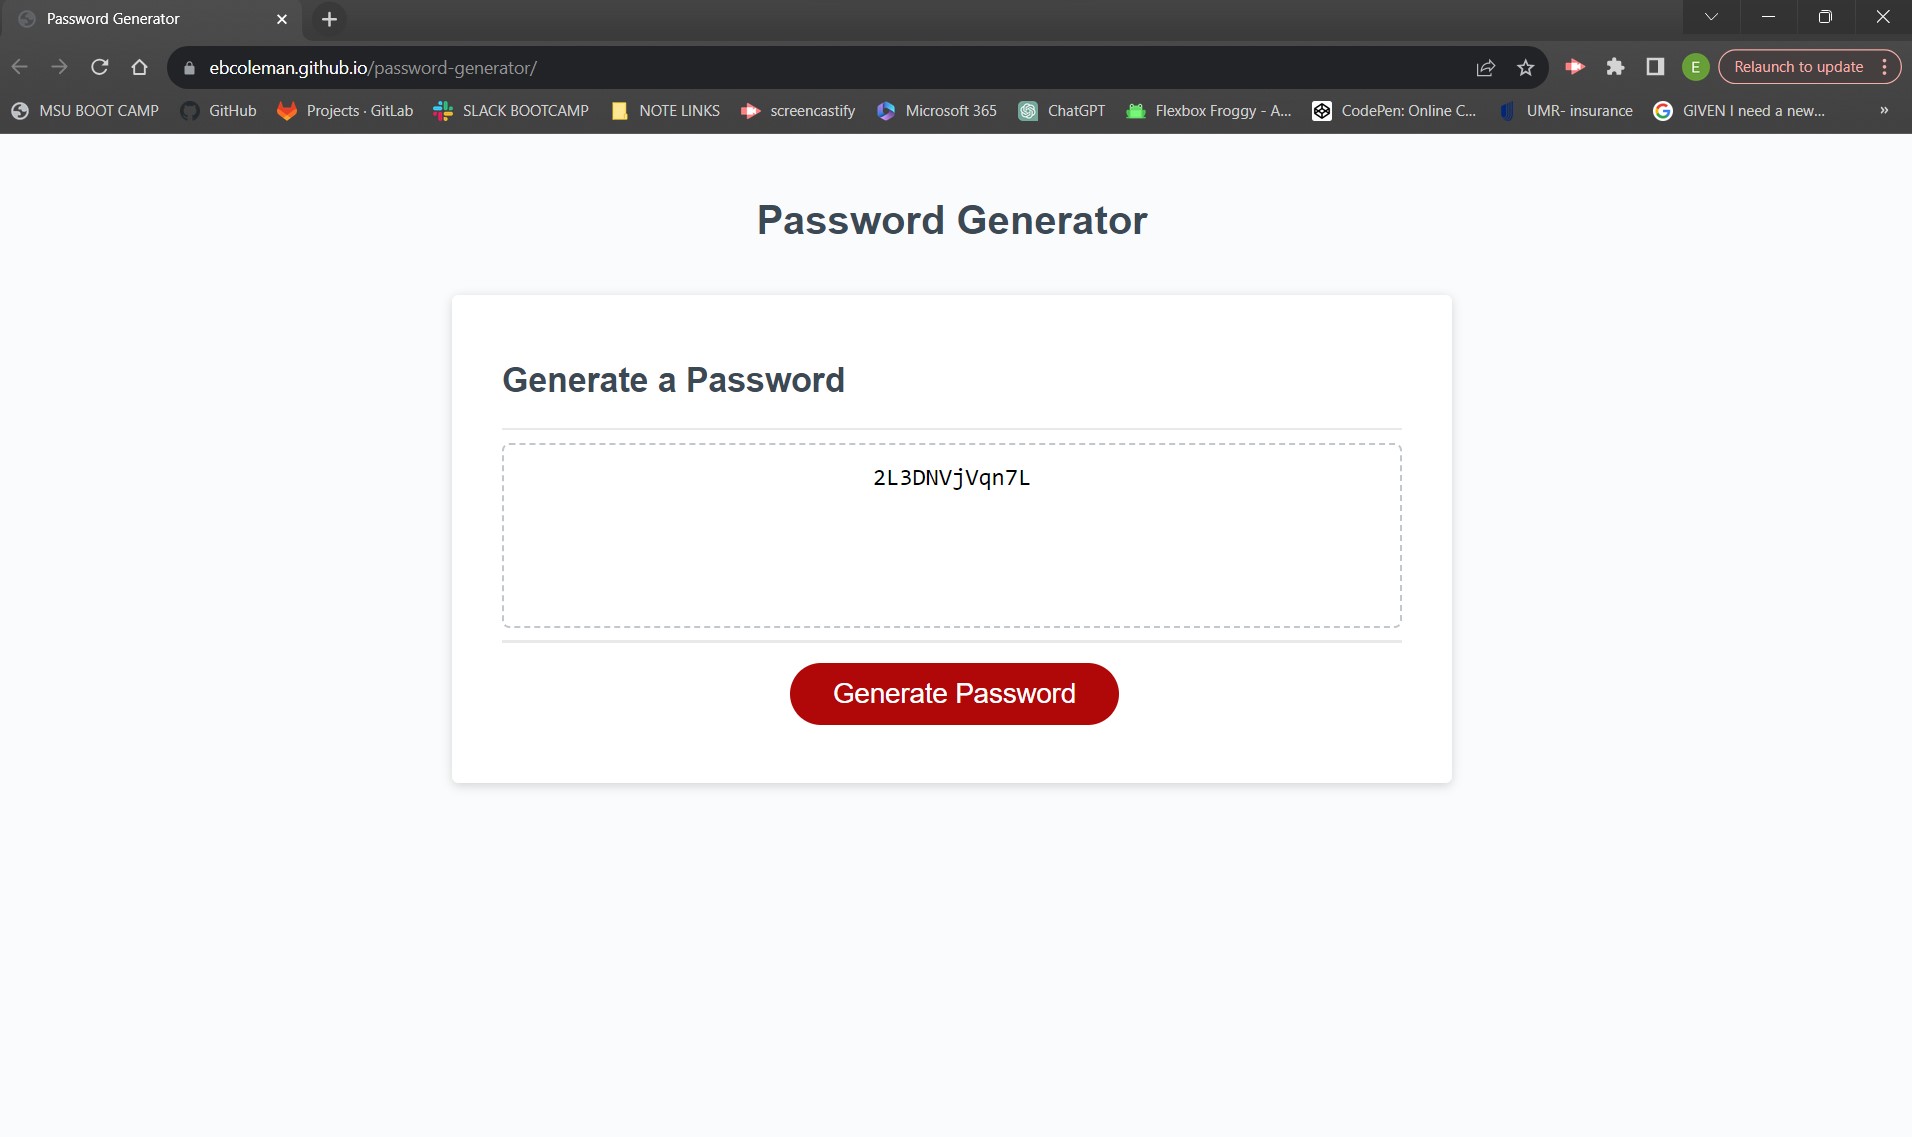 Password Generator
ebcoleman.github.io/password-generator/
E
Relaunch to update
MSU BOOT CAMP
GitHub
Projects · GitLab
SLACK BOOTCAMP
NOTE LINKS
screencastify
Microsoft 365
ChatGPT
Flexbox Froggy - A...
CodePen: Online C...
UMR- insurance
GIVEN I need a new...
»
Password Generator
Generate a Password
2L3DNVjVqn7L
Generate Password